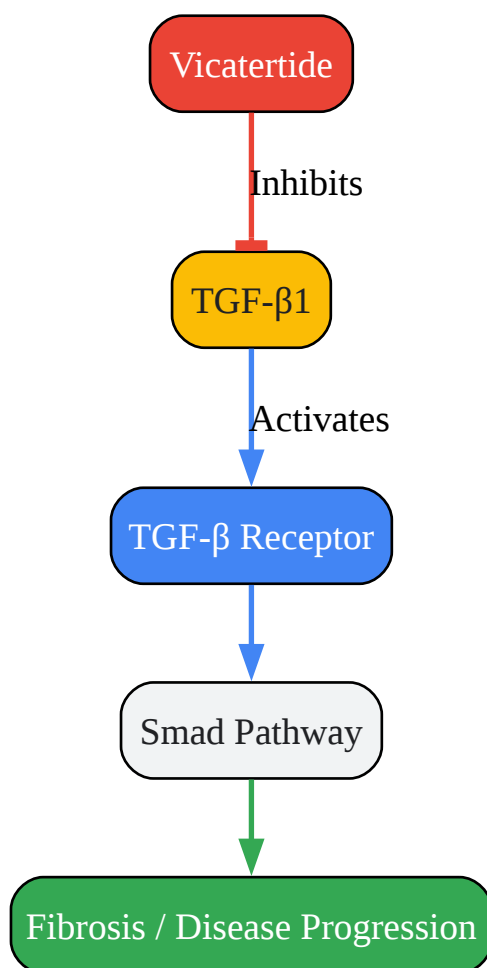 Vicatertide
Inhibits
TGF-β1
Activates
TGF-β Receptor
Smad Pathway
Fibrosis / Disease Progression